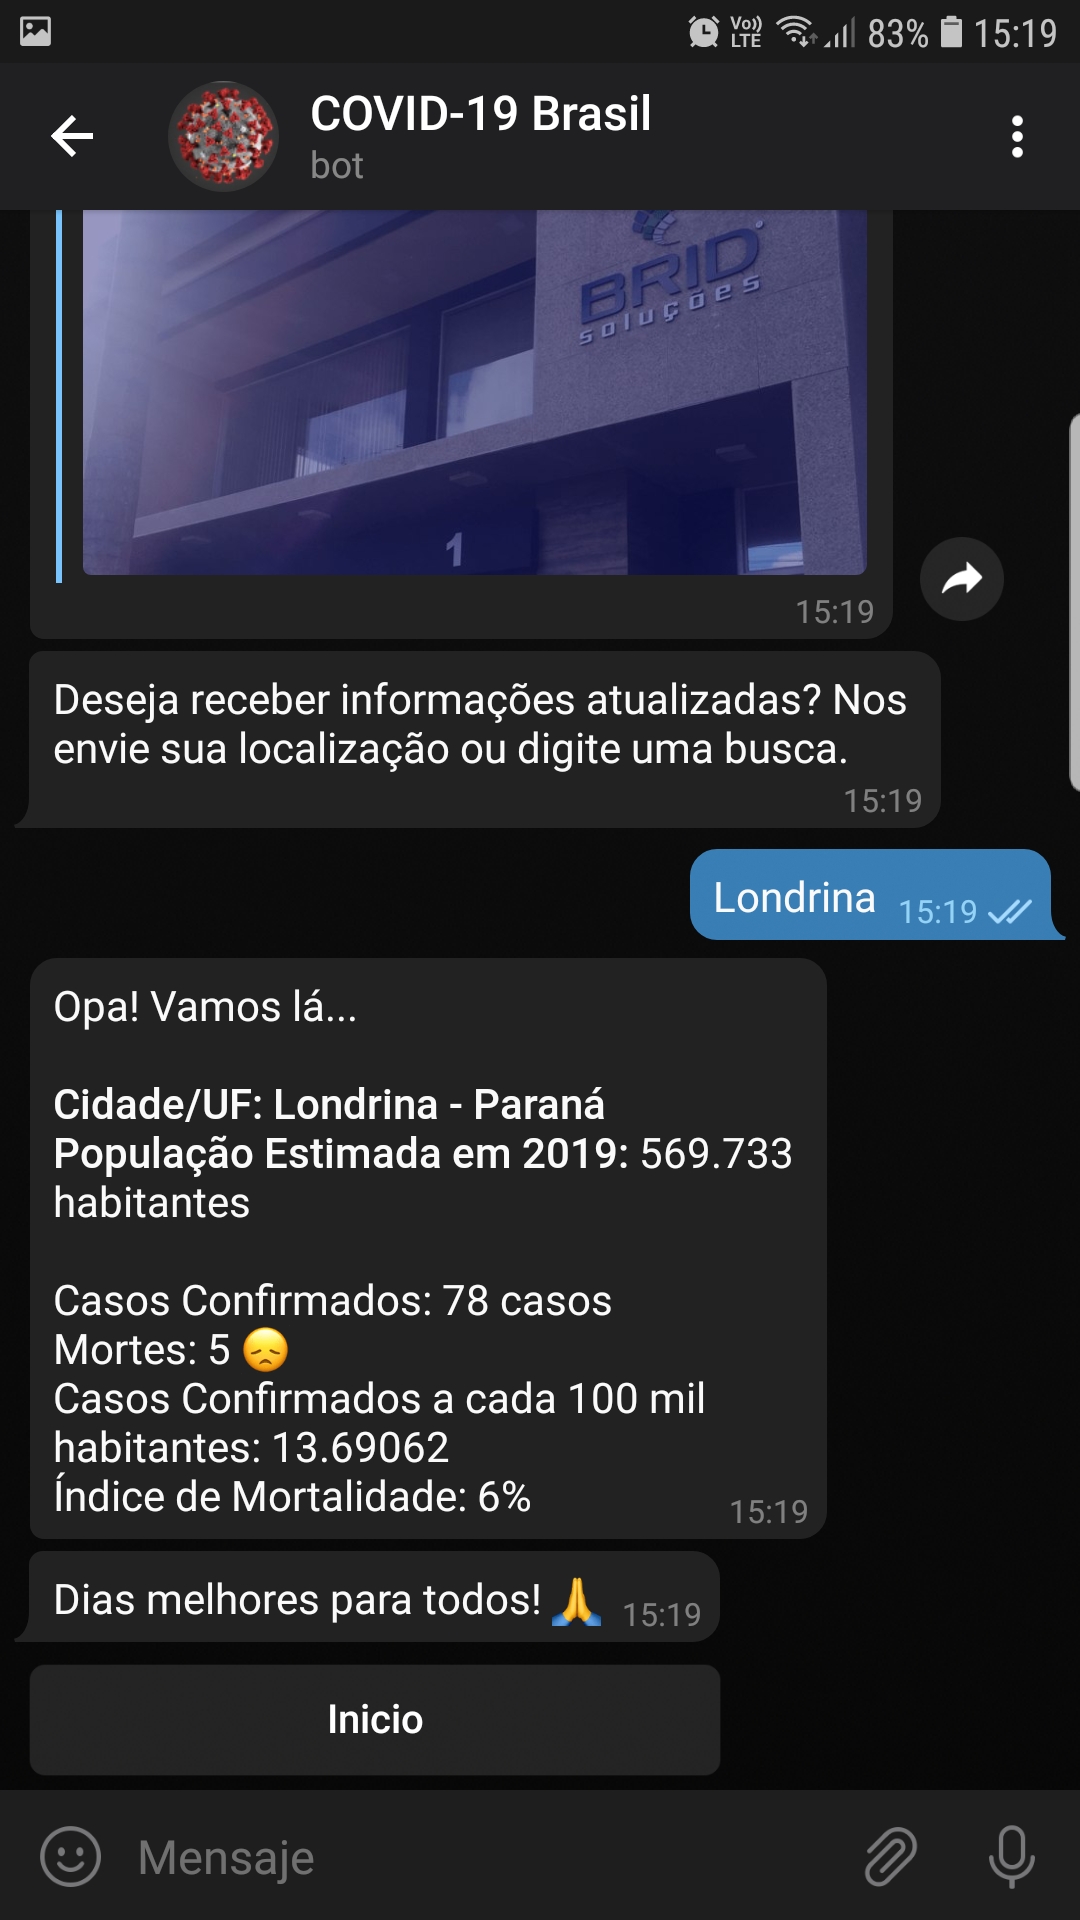 Vo)) LTE 83% 15:19
COVID-19 Brasil
bot
BRID
soluções
1
15:19
Deseja receber informações atualizadas? Nos
envie sua localização ou digite uma busca.
15:19
Londrina 15:19
Opa! Vamos lá...
Cidade/UF: Londrina - Paraná
População Estimada em 2019: 569.733
habitantes
Casos Confirmados: 78 casos
Mortes: 5 😞
Casos Confirmados a cada 100 mil
habitantes: 13.69062
Índice de Mortalidade: 6% 15:19
Dias melhores para todos! 🙏 15:19
Inicio
Mensaje